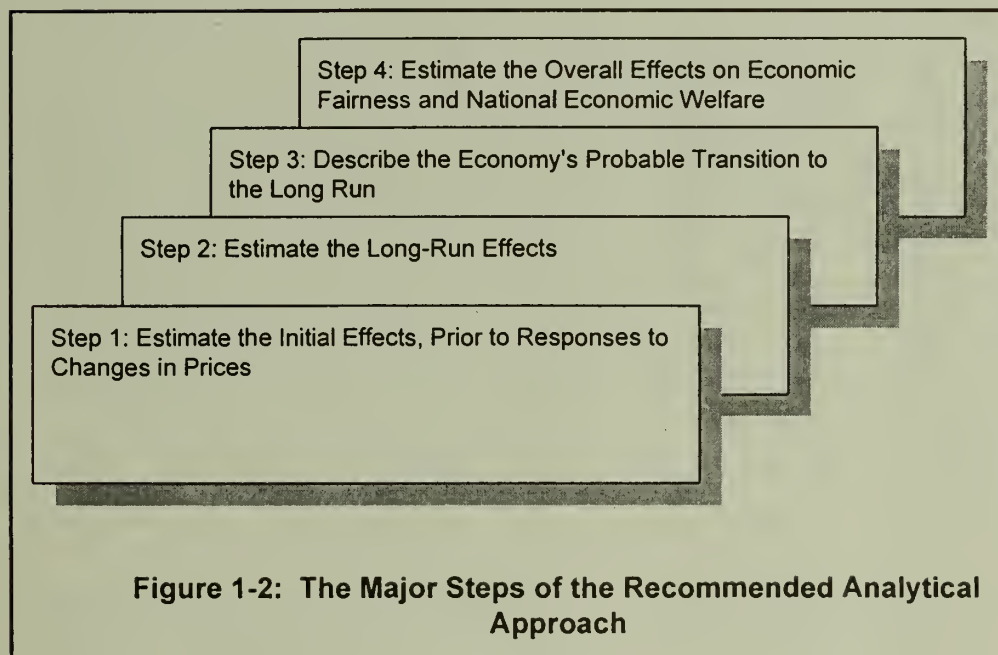 Step 4: Estimate the Overall Effects on Economic
Fairness and National Economic Welfare
Step 3: Describe the Economy's Probable Transition to
the Long Run
Step 2: Estimate the Long-Run Effects
Step 1: Estimate the Initial Effects, Prior to Responses to
Changes in Prices
Figure 1-2: The Major Steps of the Recommended Analytical
Approach